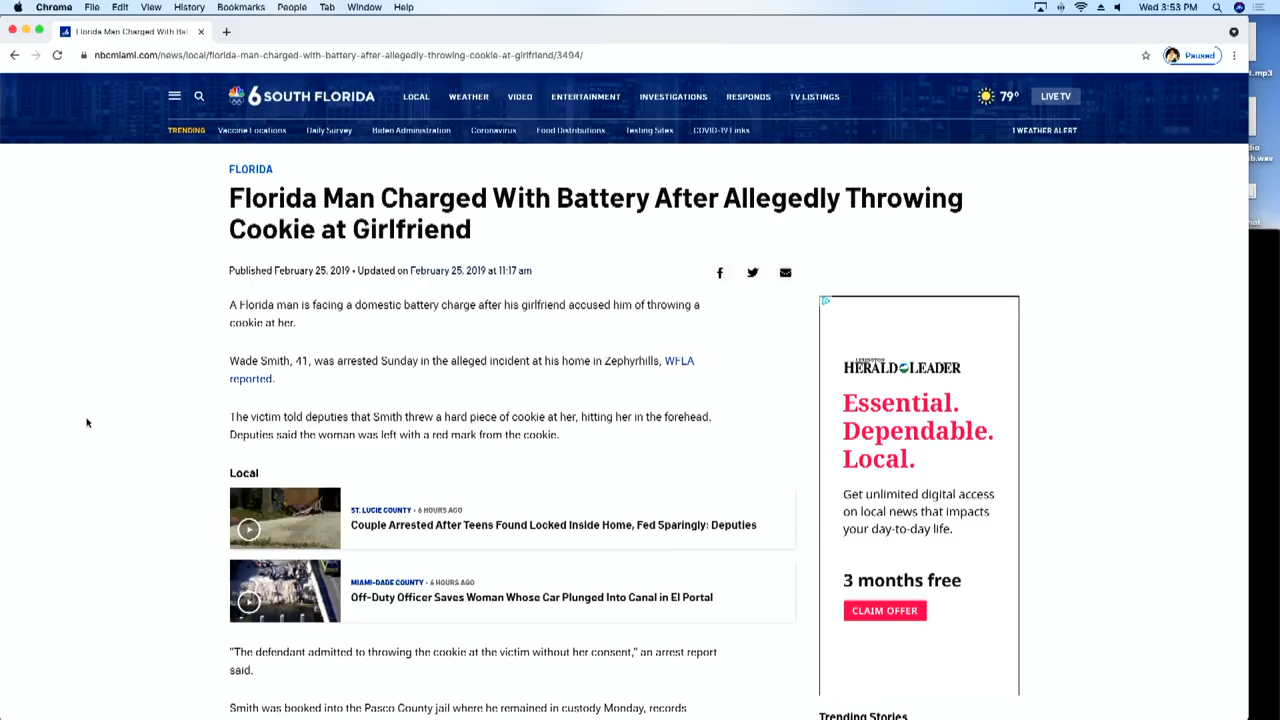 Chrome File Edit View History Bookmarks People Tab Window Help
Wed 3:53 PM
Florida Man Charged With Bat
nbcmiami.com/news/local/florida-man-charged-with-battery-after-allegedly-throwing-cookie-at-girlfriend/3494/
Paused
6 SOUTH FLORIDA LOCAL WEATHER VIDEO ENTERTAINMENT INVESTIGATIONS RESPONDS TV LISTINGS 79° LIVE TV
TRENDING Vaccine Locations Daily Survey Biden Administration Coronavirus Food Distributions Testing Sites COVID-19 Links 1 WEATHER ALERT
FLORIDA
Florida Man Charged With Battery After Allegedly Throwing
Cookie at Girlfriend
Published February 25, 2019 • Updated on February 25, 2019 at 11:17 am
A Florida man is facing a domestic battery charge after his girlfriend accused him of throwing a
cookie at her.
Wade Smith, 41, was arrested Sunday in the alleged incident at his home in Zephyrhills, WFLA
reported.
The victim told deputies that Smith threw a hard piece of cookie at her, hitting her in the forehead.
Deputies said the woman was left with a red mark from the cookie.
Local
ST. LUCIE COUNTY • 6 HOURS AGO
Couple Arrested After Teens Found Locked Inside Home, Fed Sparingly: Deputies
MIAMI-DADE COUNTY • 6 HOURS AGO
Off-Duty Officer Saves Woman Whose Car Plunged Into Canal in El Portal
"The defendant admitted to throwing the cookie at the victim without her consent," an arrest report
said.
Smith was booked into the Pasco County jail where he remained in custody Monday, records
LEXINGTON
HERALD LEADER
Essential.
Dependable.
Local.
Get unlimited digital access
on local news that impacts
your day-to-day life.
3 months free
CLAIM OFFER
Trending Stories
.mp3
b.wav